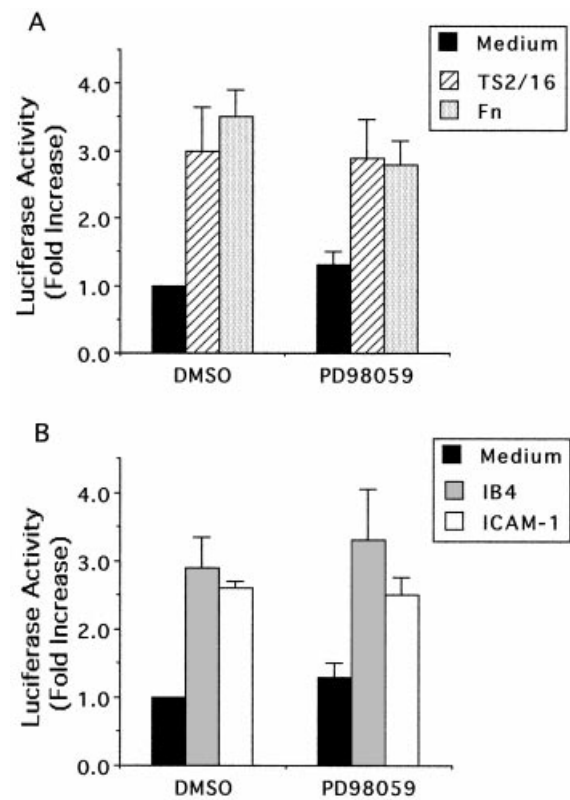 A
Medium
TS2/16
Fn
Luciferase Activity
(Fold Increase)
4.0
3.0
2.0
1.0
0.0
DMSO PD98059
B
Medium
IB4
ICAM-1
Luciferase Activity
(Fold Increase)
4.0
3.0
2.0
1.0
0.0
DMSO PD98059